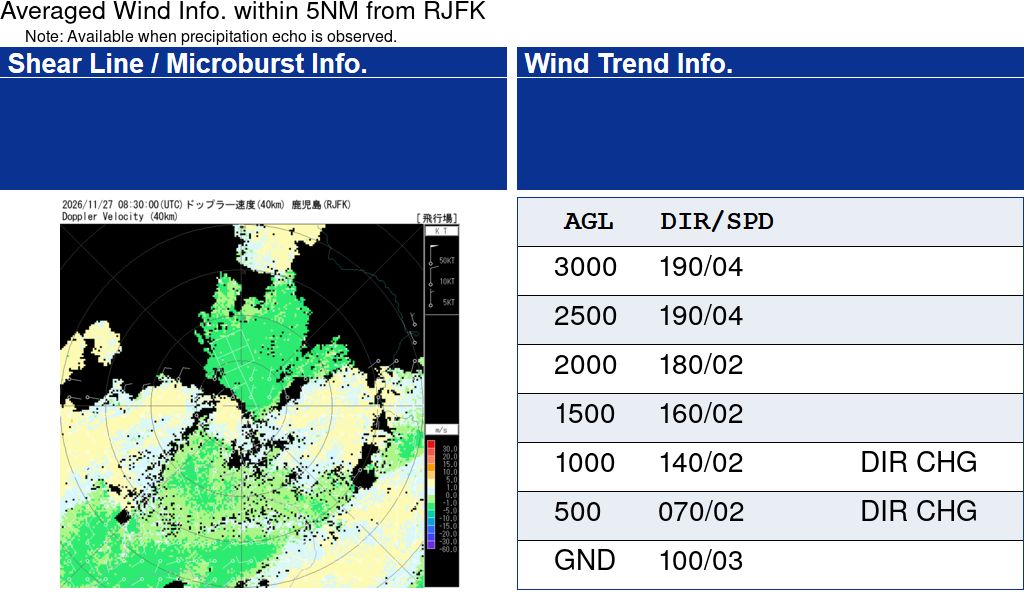 Averaged Wind Info. within 5NM from RJFK
Note: Available when precipitation echo is observed.
Shear Line / Microburst Info.
Wind Trend Info.
2026/11/27 08:30:00(UTC) ドップラー速度(40km) 鹿児島(RJFK)
Doppler Velocity (40km)
[飛行場]
K T
50KT
10KT
5KT
m/s
30.0
20.0
15.0
10.0
5.0
1.0
0.0
-1.0
-5.0
-10.0
-15.0
-20.0
-30.0
-60.0
AGL DIR/SPD
3000 190/04
2500 190/04
2000 180/02
1500 160/02
1000 140/02 DIR CHG
500 070/02 DIR CHG
GND 100/03